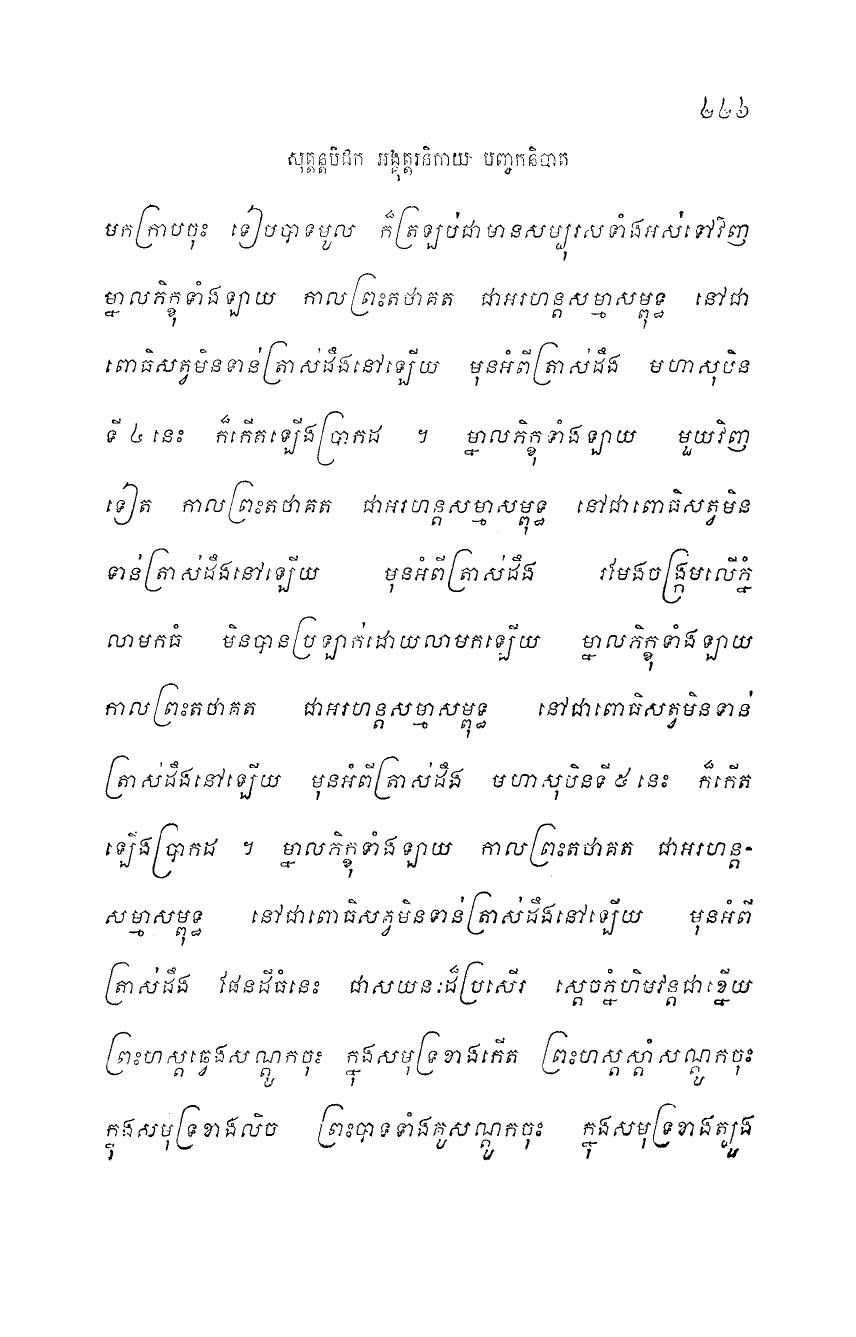 ៤៤៦
សុត្តន្តបិដក អង្គុត្តរនិកាយ បញ្ចកនិបាត
មកក្រាបចុះ ទៀបបាទមូល ក៏ត្រឡប់ជាមានសម្បុរសទាំងអស់ទៅវិញ
ម្នាលភិក្ខុទាំងឡាយ កាលព្រះតថាគត ជាអរហន្តសម្មាសម្ពុទ្ធ នៅជា
ពោធិសត្វមិនទាន់ត្រាស់ដឹងនៅឡើយ មុនអំពីត្រាស់ដឹង មហាសុបិន
ទី ៤ នេះ ក៏កើតឡើងប្រាកដ ។ ម្នាលភិក្ខុទាំងឡាយ មួយវិញ
ទៀត កាលព្រះតថាគត ជាអរហន្តសម្មាសម្ពុទ្ធ នៅជាពោធិសត្វមិន
ទាន់ត្រាស់ដឹងនៅឡើយ មុនអំពីត្រាស់ដឹង រមែងចង្រ្កមលើភ្នំ
លាមកធំ មិនបានប្រឡាក់ដោយលាមកឡើយ ម្នាលភិក្ខុទាំងឡាយ
កាលព្រះតថាគត ជាអរហន្តសម្មាសម្ពុទ្ធ នៅជាពោធិសត្វមិនទាន់
ត្រាស់ដឹងនៅឡើយ មុនអំពីត្រាស់ដឹង មហាសុបិនទី ៥ នេះ ក៏កើត
ឡើងប្រាកដ ។ ម្នាលភិក្ខុទាំងឡាយ កាលព្រះតថាគត ជាអរហន្ត-
សម្មាសម្ពុទ្ធ នៅជាពោធិសត្វមិនទាន់ត្រាស់ដឹងនៅឡើយ មុនអំពី
ត្រាស់ដឹង ផែនដីធំនេះ ជាសយនៈដ៏ប្រសើរ ស្តេចភ្នំហិមវន្តជាខ្នើយ
ព្រះហស្តឆ្វេងសណ្តូកចុះ ក្នុងសមុទ្រខាងកើត ព្រះហស្តស្តាំសណ្តូកចុះ
ក្នុងសមុទ្រខាងលិច ព្រះបាទទាំងគូសណ្តូកចុះ ក្នុងសមុទ្រខាងត្បូង